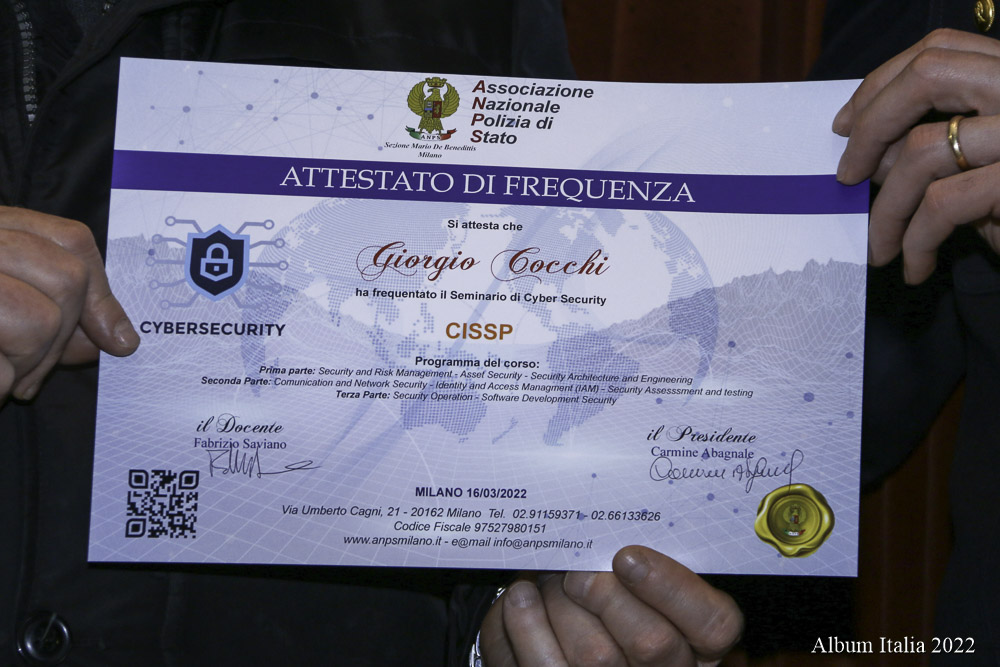 Associazione
Nazionale
Polizia di
Stato
ANPS
Sezione Mario De Benedittis
Milano
ATTESTATO DI FREQUENZA
Si attesta che
Giorgio Cocchi
ha frequentato il Seminario di Cyber Security
CISSP
CYBERSECURITY
Programma del corso:
Prima parte: Security and Risk Management - Asset Security - Security Architecture and Engineering
Seconda Parte: Comunication and Network Security - Identity and Access Managment (IAM) - Security Assesssment and testing
Terza Parte: Security Operation - Software Development Security
il Docente
Fabrizio Saviano
il Presidente
Carmine Abagnale
MILANO 16/03/2022
Via Umberto Cagni, 21 - 20162 Milano Tel. 02.91159371 - 02.66133626
Codice Fiscale 97527980151
www.anpsmilano.it - e@mail info@anpsmilano.it
Album Italia 2022